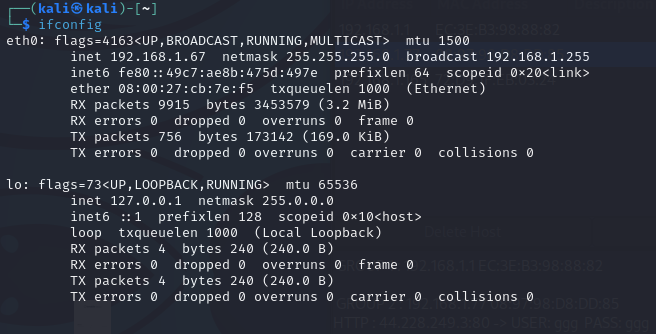 ┌──(kali㉿kali)-[~]
└─$ ifconfig
eth0: flags=4163<UP,BROADCAST,RUNNING,MULTICAST>  mtu 1500
        inet 192.168.1.67  netmask 255.255.255.0  broadcast 192.168.1.255
        inet6 fe80::49c7:ae8b:475d:497e  prefixlen 64  scopeid 0×20<link>
        ether 08:00:27:cb:7e:f5  txqueuelen 1000  (Ethernet)
        RX packets 9915  bytes 3453579 (3.2 MiB)
        RX errors 0  dropped 0  overruns 0  frame 0
        TX packets 756  bytes 173142 (169.0 KiB)
        TX errors 0  dropped 0 overruns 0  carrier 0  collisions 0

lo: flags=73<UP,LOOPBACK,RUNNING>  mtu 65536
        inet 127.0.0.1  netmask 255.0.0.0
        inet6 ::1  prefixlen 128  scopeid 0×10<host>
        loop  txqueuelen 1000  (Local Loopback)
        RX packets 4  bytes 240 (240.0 B)
        RX errors 0  dropped 0  overruns 0  frame 0
        TX packets 4  bytes 240 (240.0 B)
        TX errors 0  dropped 0 overruns 0  carrier 0  collisions 0
Delete Host